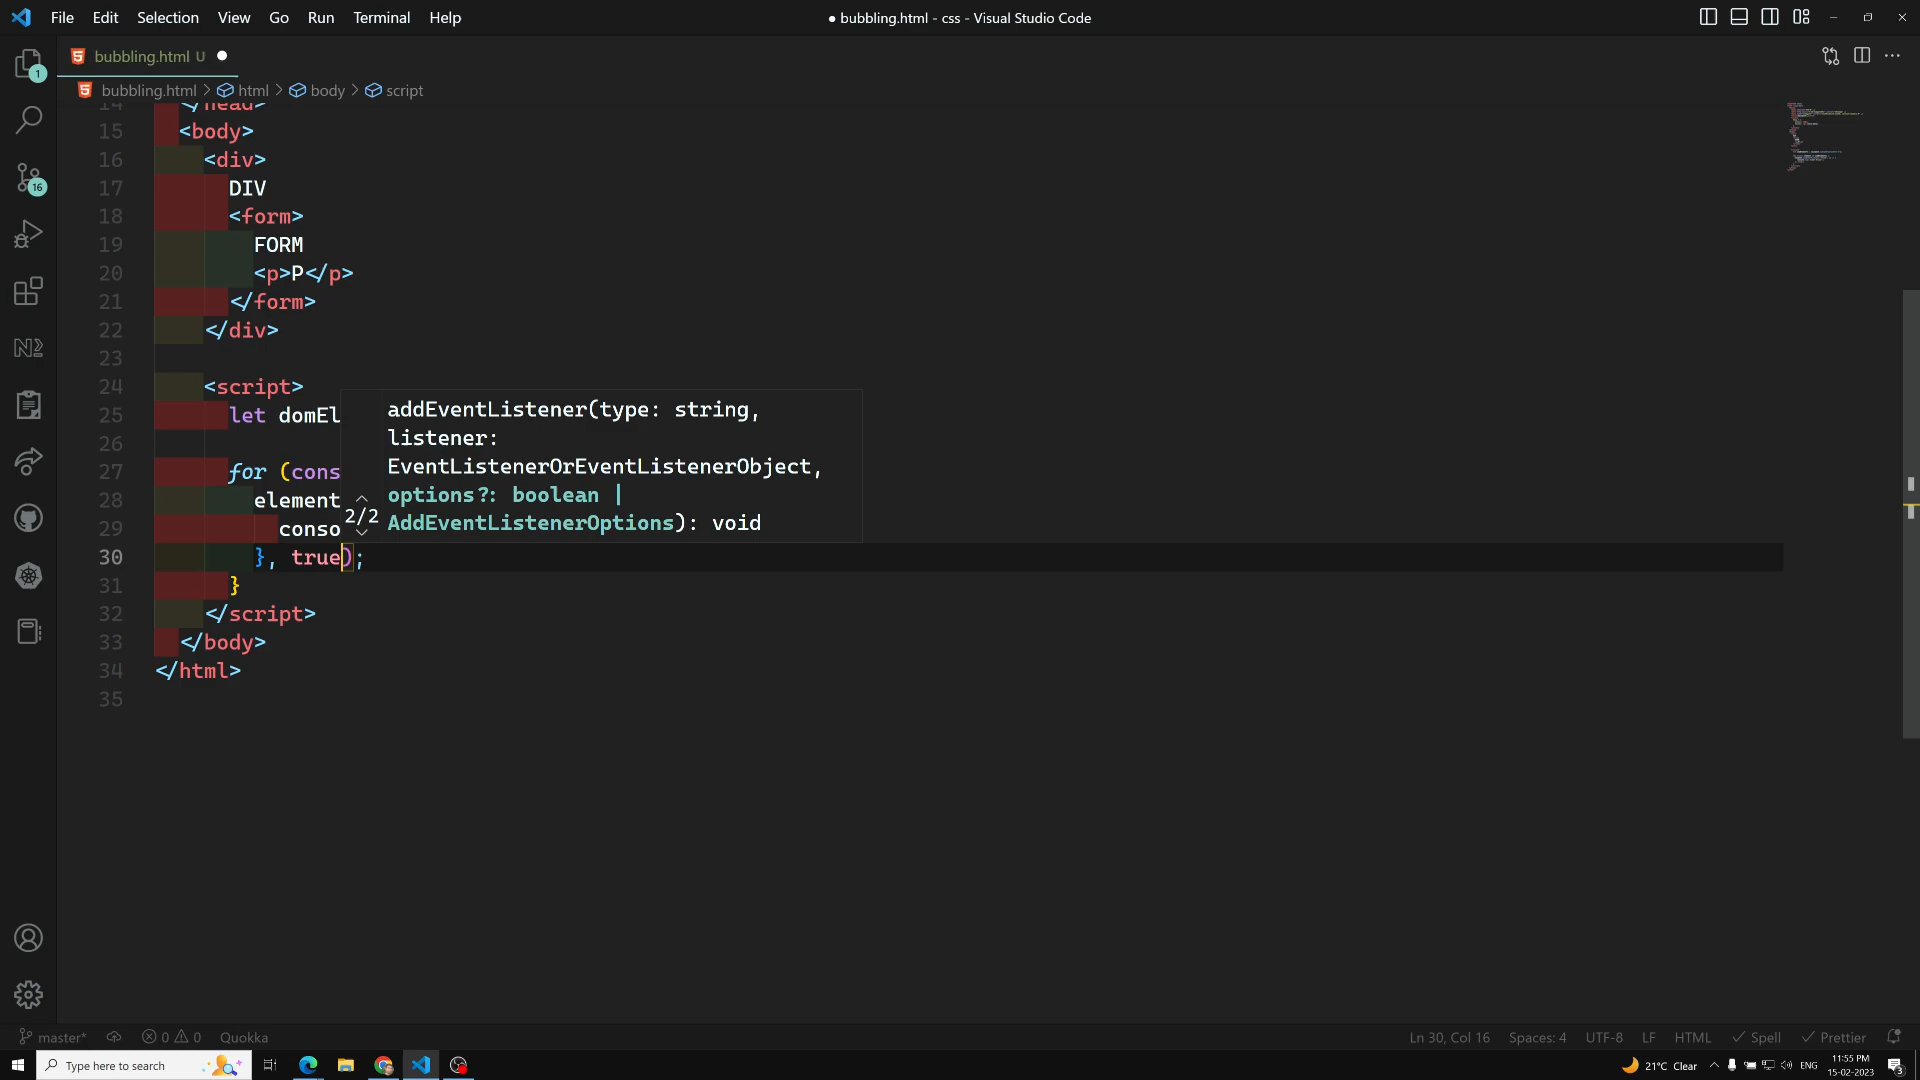 File Edit Selection View Go Run Terminal Help
● bubbling.html - css - Visual Studio Code
bubbling.html U
bubbling.html > html > body > script
14 </head>
15 <body>
16 <div>
17 DIV
18 <form>
19 FORM
20 <p>P</p>
21 </form>
22 </div>
23
24 <script>
25 let domEl
26
27 for (cons
28 element
29 conso
30 }, true);
31 }
32 </script>
33 </body>
34 </html>
35
addEventListener(type: string,
listener:
EventListenerOrEventListenerObject,
options?: boolean |
AddEventListenerOptions): void
2/2
1
16
master* 0 0 Quokka
Ln 30, Col 16 Spaces: 4 UTF-8 LF HTML Spell Prettier
Type here to search
21°C Clear ENG
11:55 PM
15-02-2023
3